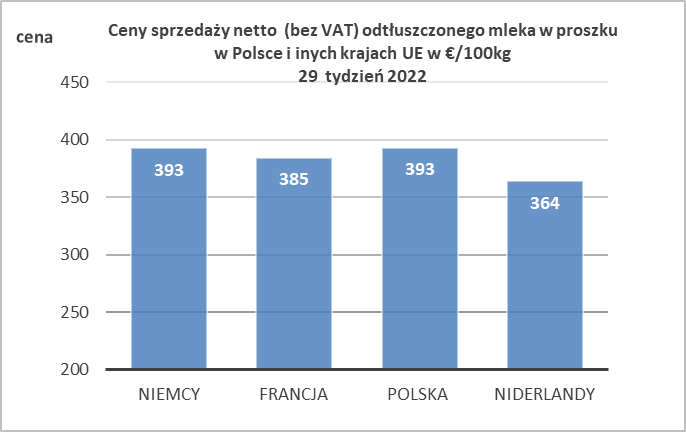 cena
Ceny sprzedaży netto  (bez VAT) odtłuszczonego mleka w proszku
w Polsce i inych krajach UE w €/100kg
29  tydzień 2022
450
400
350
300
250
200
393
385
393
364
NIEMCY
FRANCJA
POLSKA
NIDERLANDY